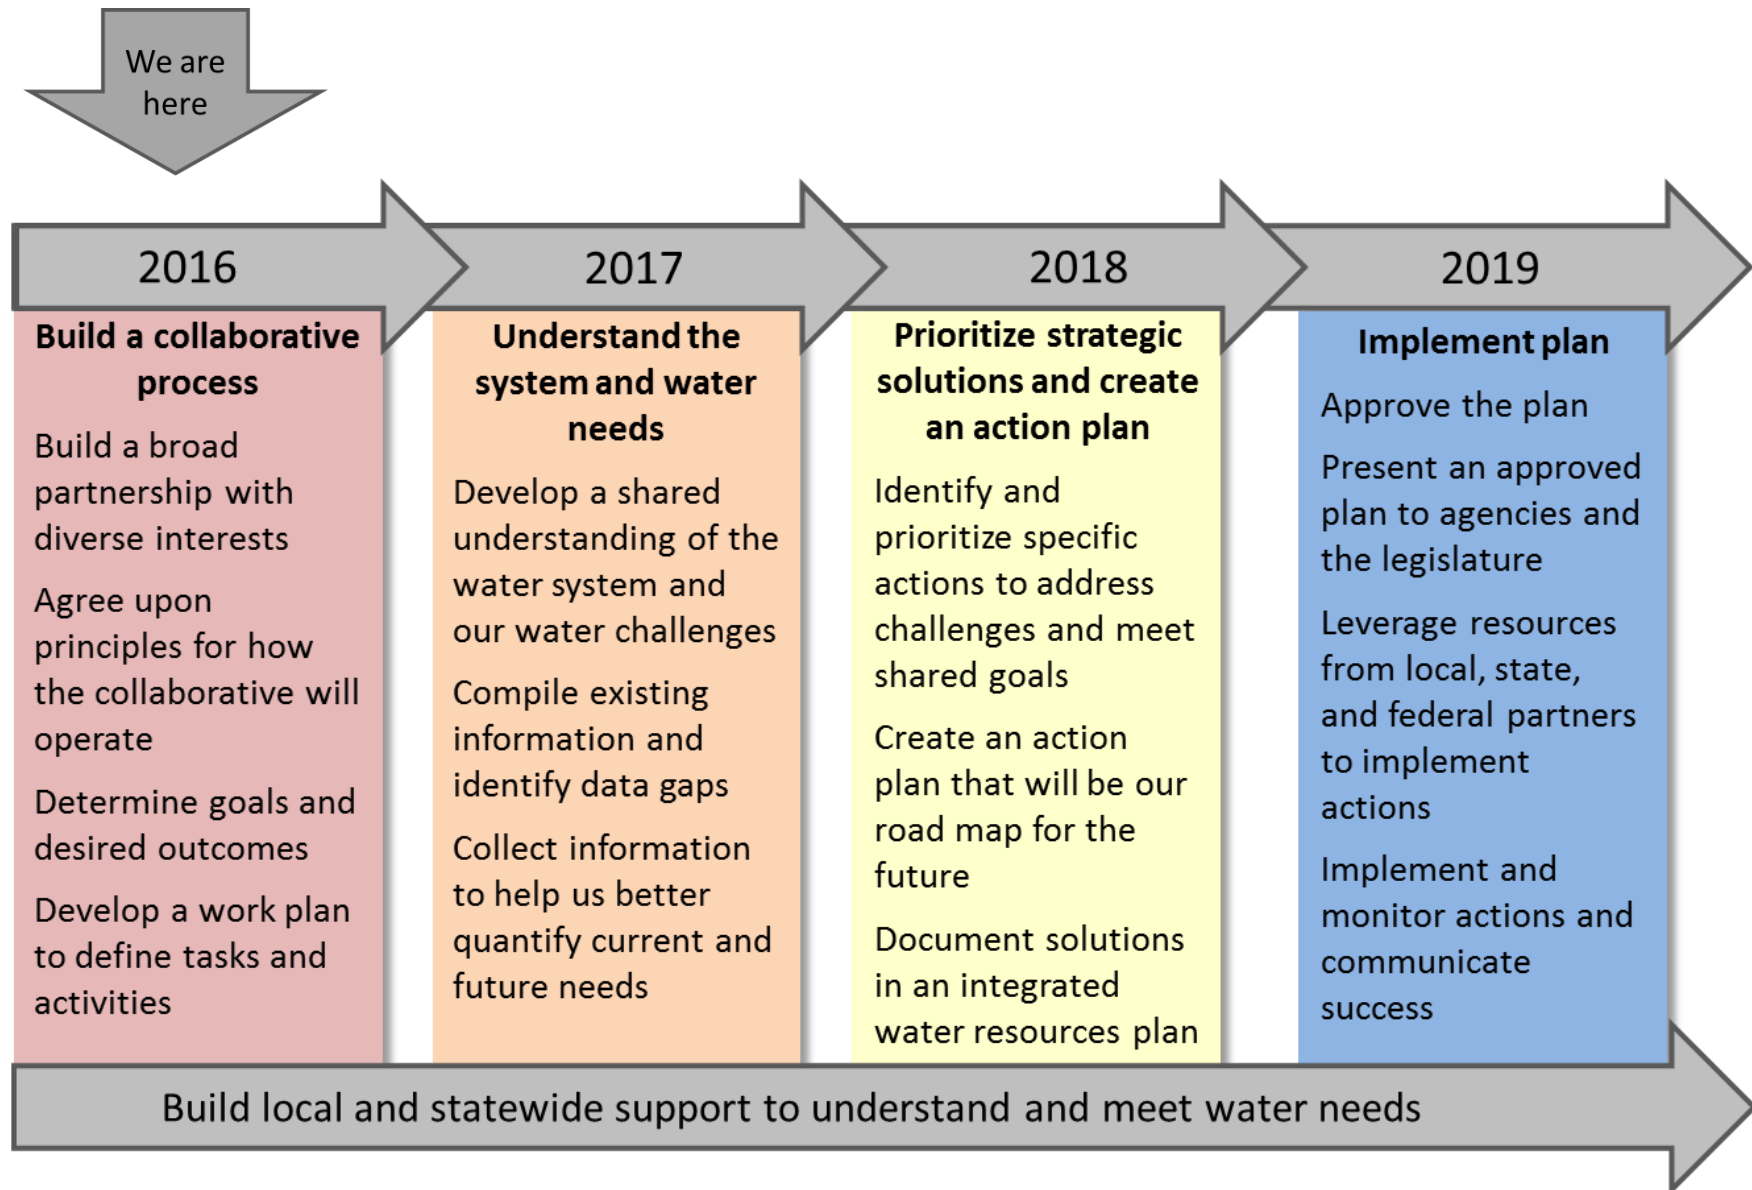 We are
here
2016
2017
2018
2019
Build a collaborative
process
Build a broad
partnership with
diverse interests
Agree upon
principles for how
the collaborative will
operate
Determine goals and
desired outcomes
Develop a work plan
to define tasks and
activities
Understand the
system and water
needs
Develop a shared
understanding of the
water system and
our water challenges
Compile existing
information and
identify data gaps
Collect information
to help us better
quantify current and
future needs
Prioritize strategic
solutions and create
an action plan
Identify and
prioritize specific
actions to address
challenges and meet
shared goals
Create an action
plan that will be our
road map for the
future
Document solutions
in an integrated
water resources plan
Implement plan
Approve the plan
Present an approved
plan to agencies and
the legislature
Leverage resources
from local, state,
and federal partners
to implement
actions
Implement and
monitor actions and
communicate
success
Build local and statewide support to understand and meet water needs